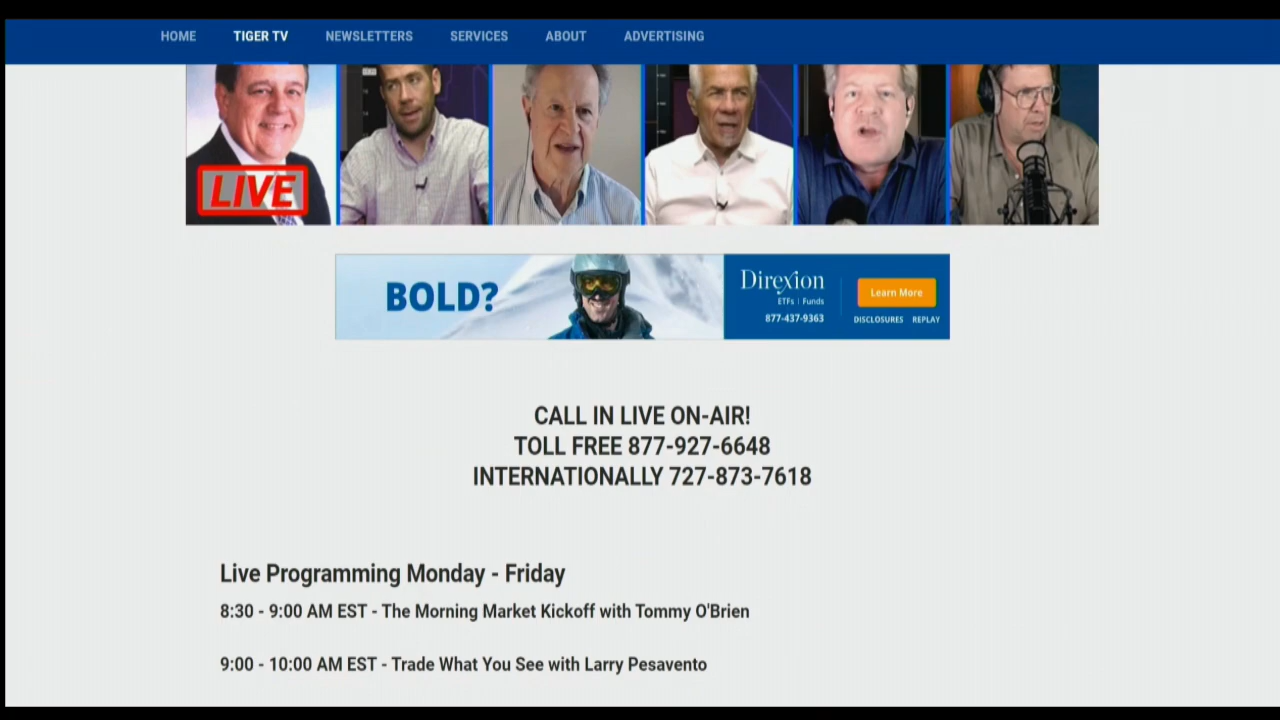 HOME TIGER TV NEWSLETTERS SERVICES ABOUT ADVERTISING
LIVE
BOLD?
Direxion
ETFs | Funds
877-437-9363
Learn More
DISCLOSURES REPLAY
CALL IN LIVE ON-AIR!
TOLL FREE 877-927-6648
INTERNATIONALLY 727-873-7618
Live Programming Monday - Friday
8:30 - 9:00 AM EST - The Morning Market Kickoff with Tommy O'Brien
9:00 - 10:00 AM EST - Trade What You See with Larry Pesavento